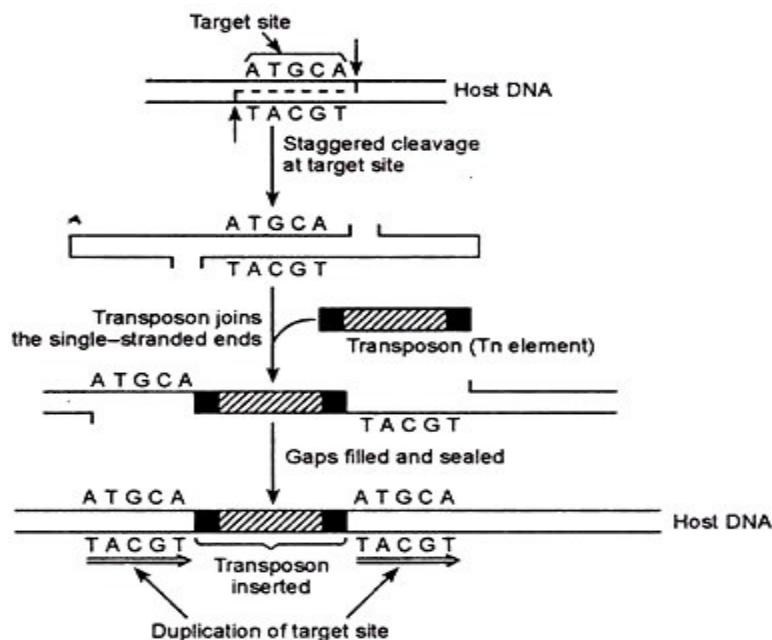 Target site
A T G C A
Host DNA
T A C G T
Staggered cleavage
at target site
A T G C A
T A C G T
Transposon joins
the single–stranded ends
Transposon (Tn element)
A T G C A
T A C G T
Gaps filled and sealed
A T G C A
A T G C A
Host DNA
T A C G T
T A C G T
Transposon
inserted
Duplication of target site